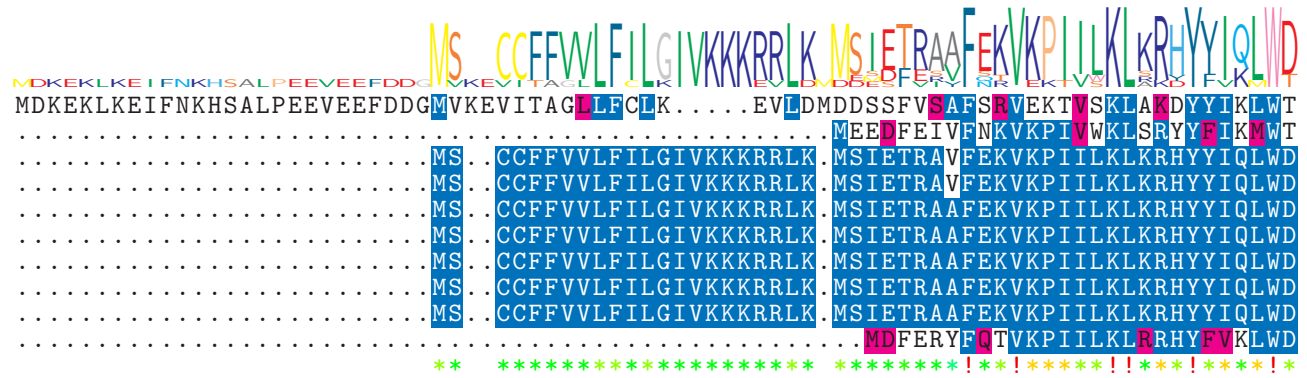 MDKEKLKEIFNKHSALPEEVEEFDDGMSKECCFFVVLFILGIVKKKRRLKMMSIETRAAFEKVKPIILKLKRHYYIQLWD
MDKEKLKEIFNKHSALPEEVEEFDDGMVKEVITAGLLFCLK.....EVLDMDDSSFVSAFSRVEKTVSKLAKDYYIKLWT
...................................................MEEDFEIVFNKVKPIVWKLSRYYFIKMWT
..........................MS..CCFFVVLFILGIVKKKRRLK.MSIETRAVFEKVKPIILKLKRHYYIQLWD
..........................MS..CCFFVVLFILGIVKKKRRLK.MSIETRAVFEKVKPIILKLKRHYYIQLWD
..........................MS..CCFFVVLFILGIVKKKRRLK.MSIETRAAFEKVKPIILKLKRHYYIQLWD
..........................MS..CCFFVVLFILGIVKKKRRLK.MSIETRAAFEKVKPIILKLKRHYYIQLWD
..........................MS..CCFFVVLFILGIVKKKRRLK.MSIETRAAFEKVKPIILKLKRHYYIQLWD
..........................MS..CCFFVVLFILGIVKKKRRLK.MSIETRAAFEKVKPIILKLKRHYYIQLWD
..........................MS..CCFFVVLFILGIVKKKRRLK.MSIETRAAFEKVKPIILKLKRHYYIQLWD
.....................................................MDFERYFQTVKPIILKLRRHYFVKLWD
** ******************** ********!**!*****!!***!****!*